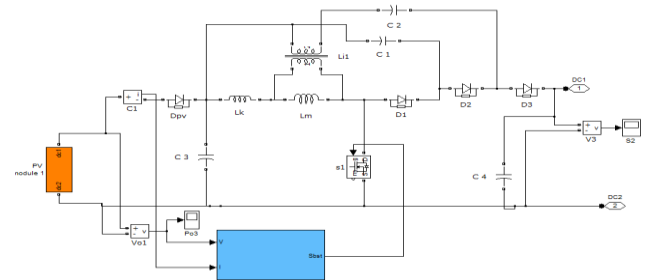 C 2
C 1
Li1
DC1
1
D2
D3
C1
Dpv
Lk
Lm
D1
V3
S2
PV
module 1
C 3
s1
C 4
DC2
2
Vo1
Po3
V
I
Sbst